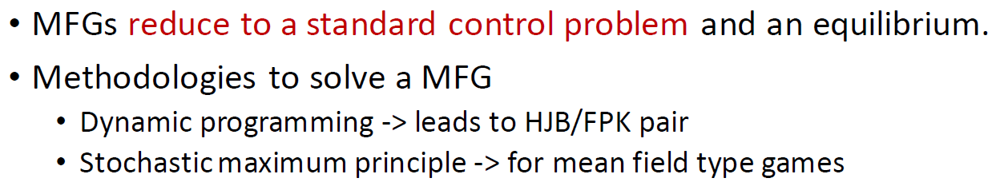 • MFGs reduce to a standard control problem and an equilibrium.
• Methodologies to solve a MFG
• Dynamic programming -> leads to HJB/FPK pair
• Stochastic maximum principle -> for mean field type games